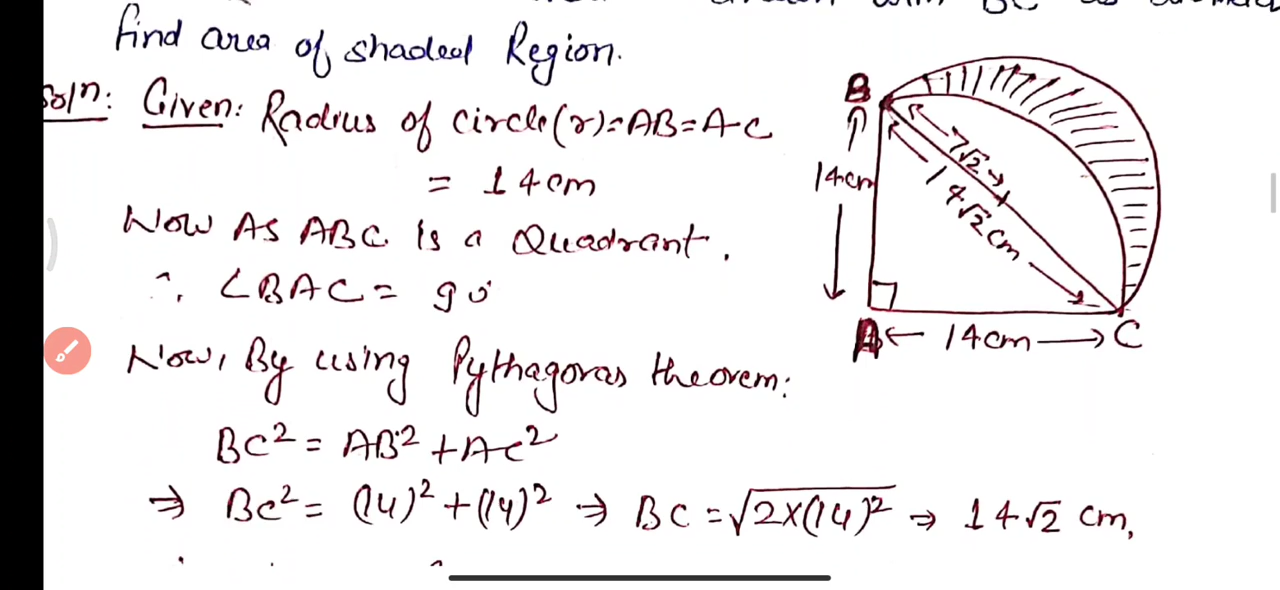 find area of shaded Region.
Soln: Given: Radius of circle (r) = AB = AC
= 14cm
Now As ABC is a Quadrant.
∴ ∠BAC = 90°
Now, By using Pythagoras theorem:
BC² = AB² + AC²
⇒ BC² = (14)² + (14)² ⇒ BC = √2×(14)² ⇒ 14√2 cm,
B
14cm
7√2
14√2 cm
A ← 14cm → C